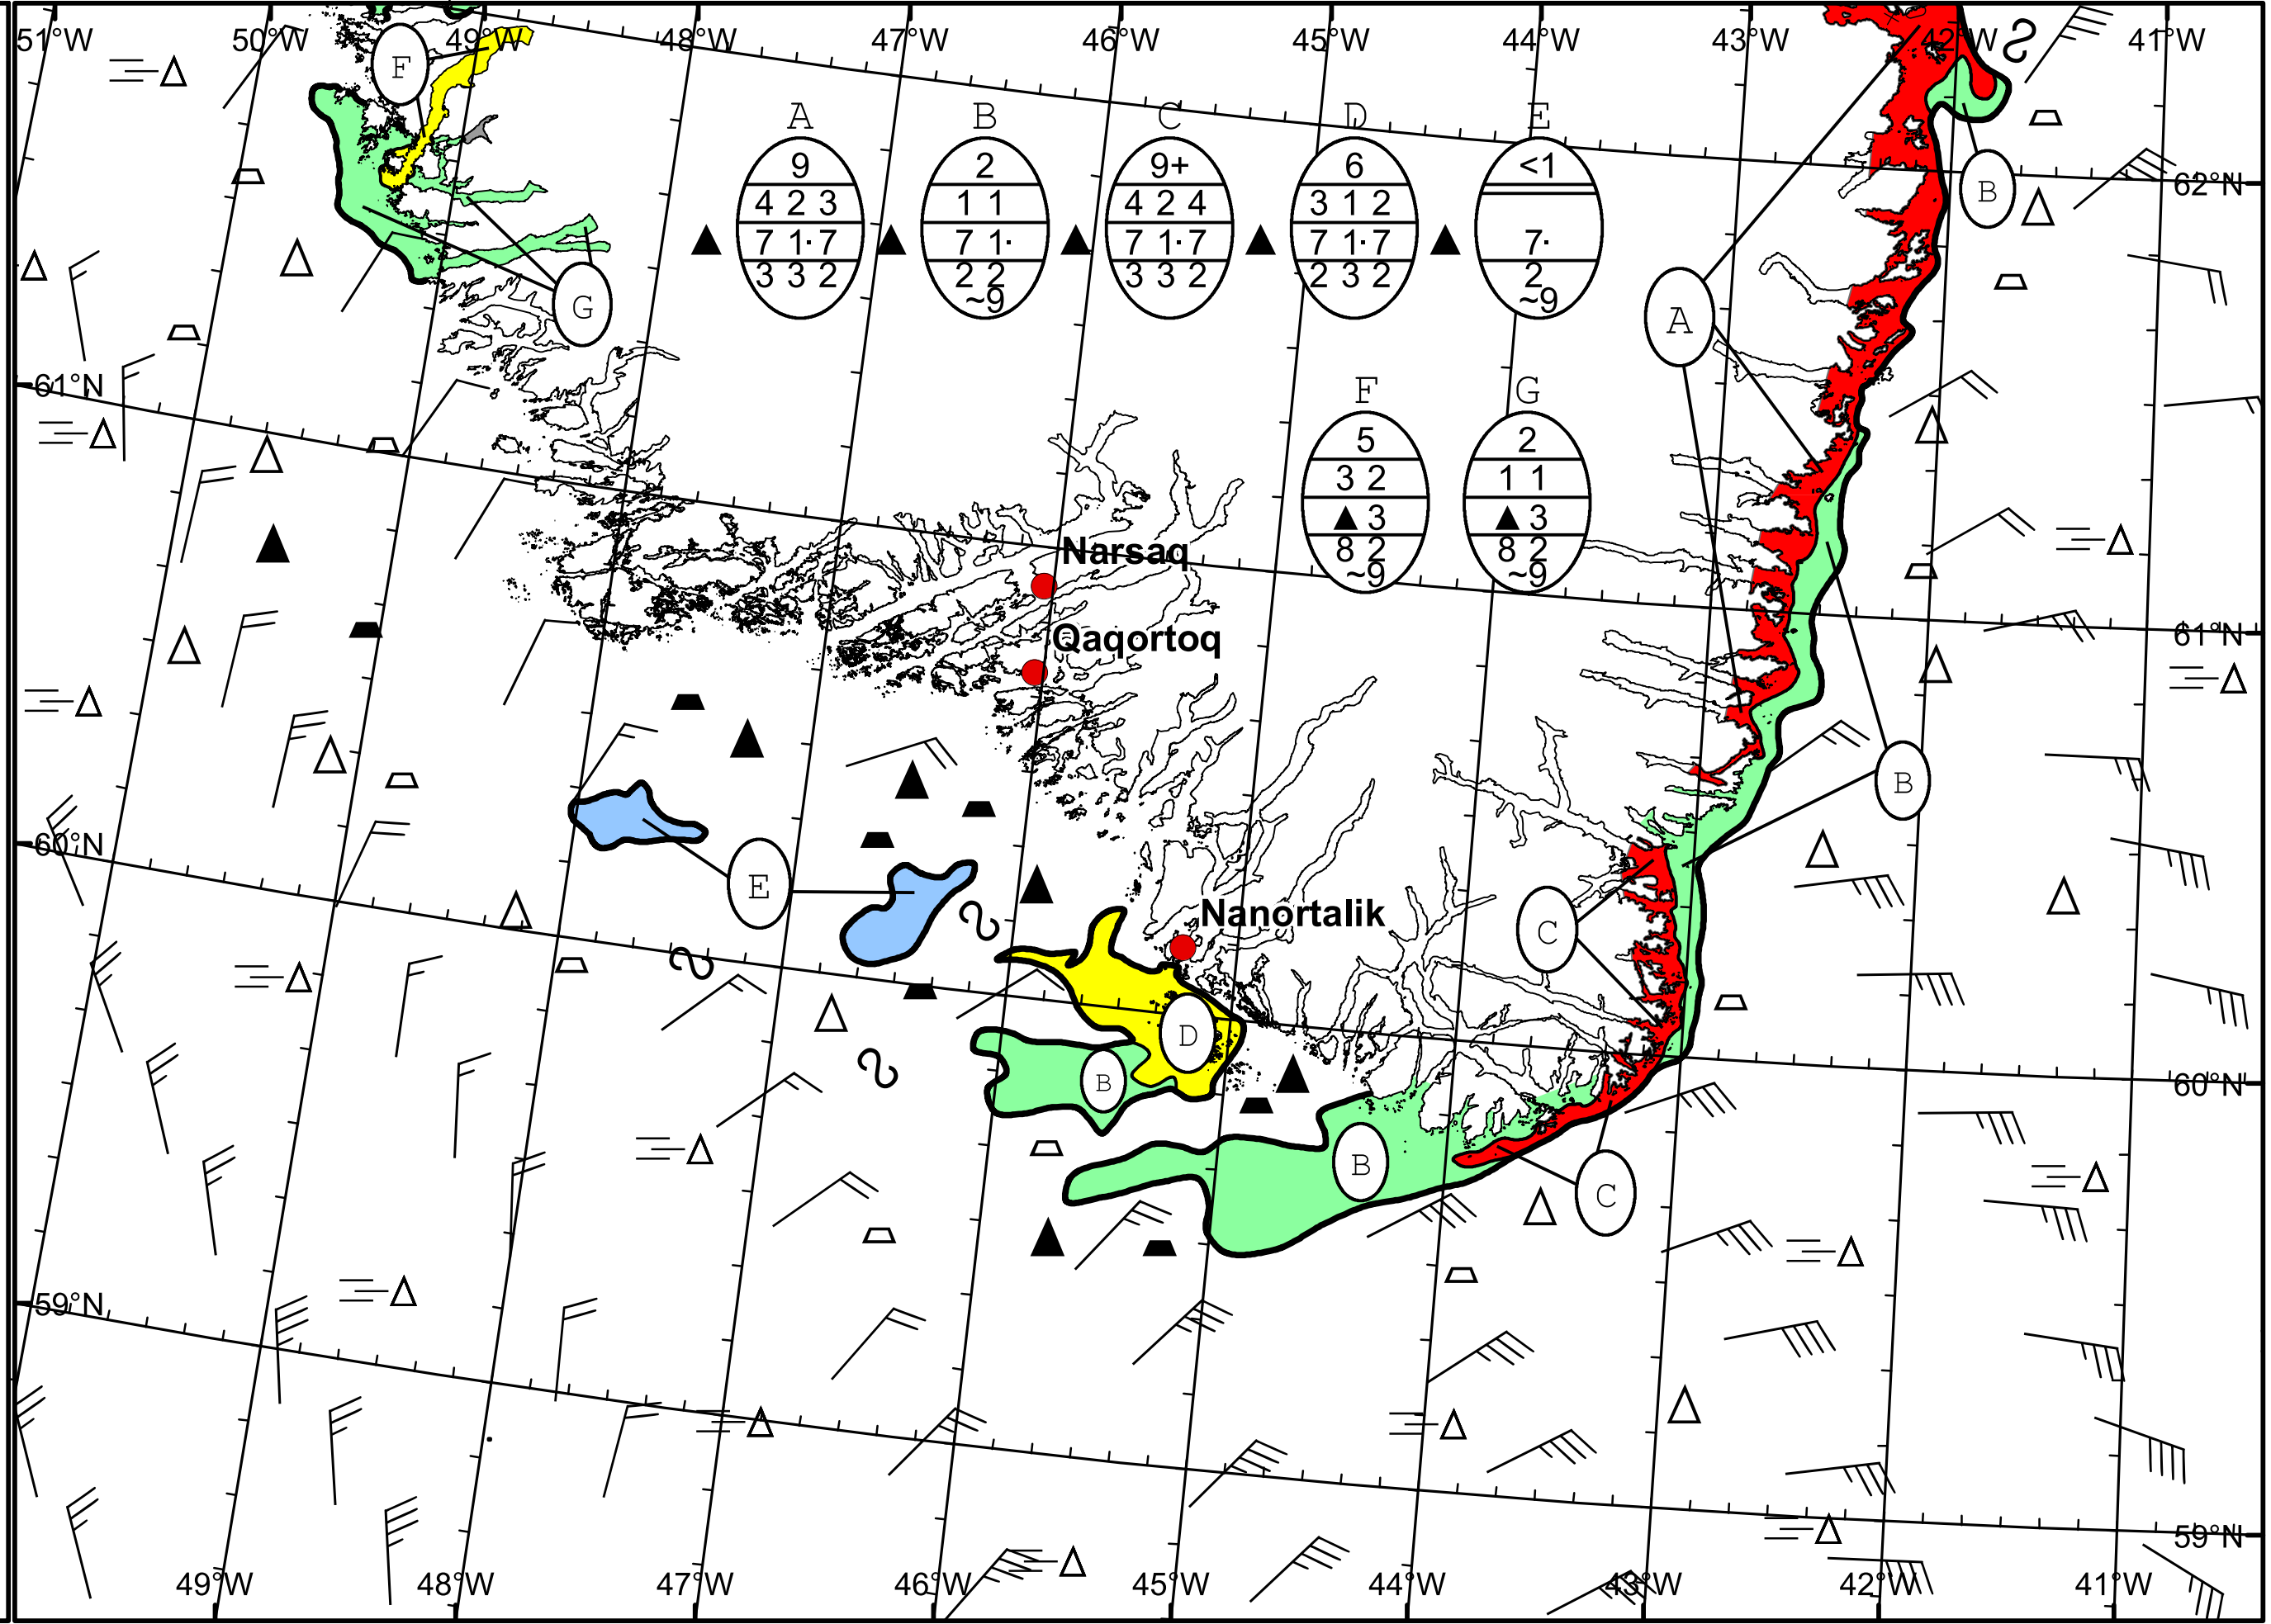 51°W 50°W 49°W 48°W 47°W 46°W 45°W 44°W 43°W 42°W 41°W
F
A B C D E
9 2 9+ 6 <1
4 2 3 1 1 4 2 4 3 1 2
7 1·7 7 1· 7 1·7 7 1·7 7·
3 3 2 2 2 3 3 2 2 3 2 2
~9 ~9
62°N
B
G
A
61°N
F G
5 2
3 2 1 1
▲ 3 ▲ 3
8 2 8 2
~9 ~9
Narsaq
Qaqortoq
61°N
B
60°N
E
Nanortalik
C
D
B
60°N
B
C
59°N
59°N
49°W 48°W 47°W 46°W 45°W 44°W 43°W 42°W 41°W